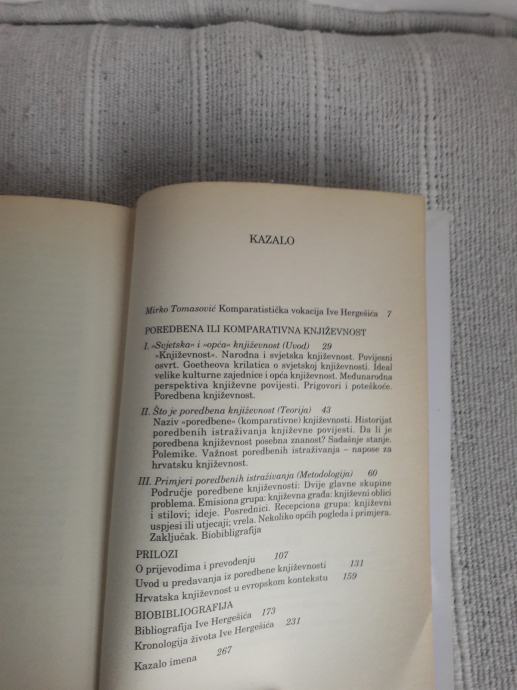 KAZALO
Mirko Tomasović Komparatistička vokacija Ive Hergešića 7
POREDBENA ILI KOMPARATIVNA KNJIŽEVNOST
I. »Svjetska« i »opća« književnost (Uvod) 29
»Književnost«. Narodna i svjetska književnost. Povijesni
osvrt. Goetheova krilatica o svjetskoj književnosti. Ideal
velike kulturne zajednice i opća književnost. Međunarodna
perspektiva književne povijesti. Prigovori i poteškoće.
Poredbena književnost.
II. Što je poredbena književnost (Teorija) 43
Naziv »poredbene« (komparativne) književnosti. Historijat
poredbenih istraživanja književne povijesti. Da li je
poredbena književnost posebna znanost? Sadašnje stanje.
Polemike. Važnost poredbenih istraživanja – napose za
hrvatsku književnost.
III. Primjeri poredbenih istraživanja (Metodologija) 60
Područje poredbene književnosti: Dvije glavne skupine
problema. Emisiona grupa: književna građa: književni oblici
i stilovi; ideje. Posrednici. Recepciona grupa: književni
uspjesi ili utjecaji; vrela. Nekoliko općih pogleda i primjera.
Zaključak. Biobibligrafija
PRILOZI
O prijevodima i prevođenju 107
Uvod u predavanja iz poredbene književnosti 131
Hrvatska književnost u evropskom kontekstu 159
BIOBIBLIOGRAFIJA
Bibliografija Ive Hergešića 173
Kronologija života Ive Hergešića 231
Kazalo imena 267